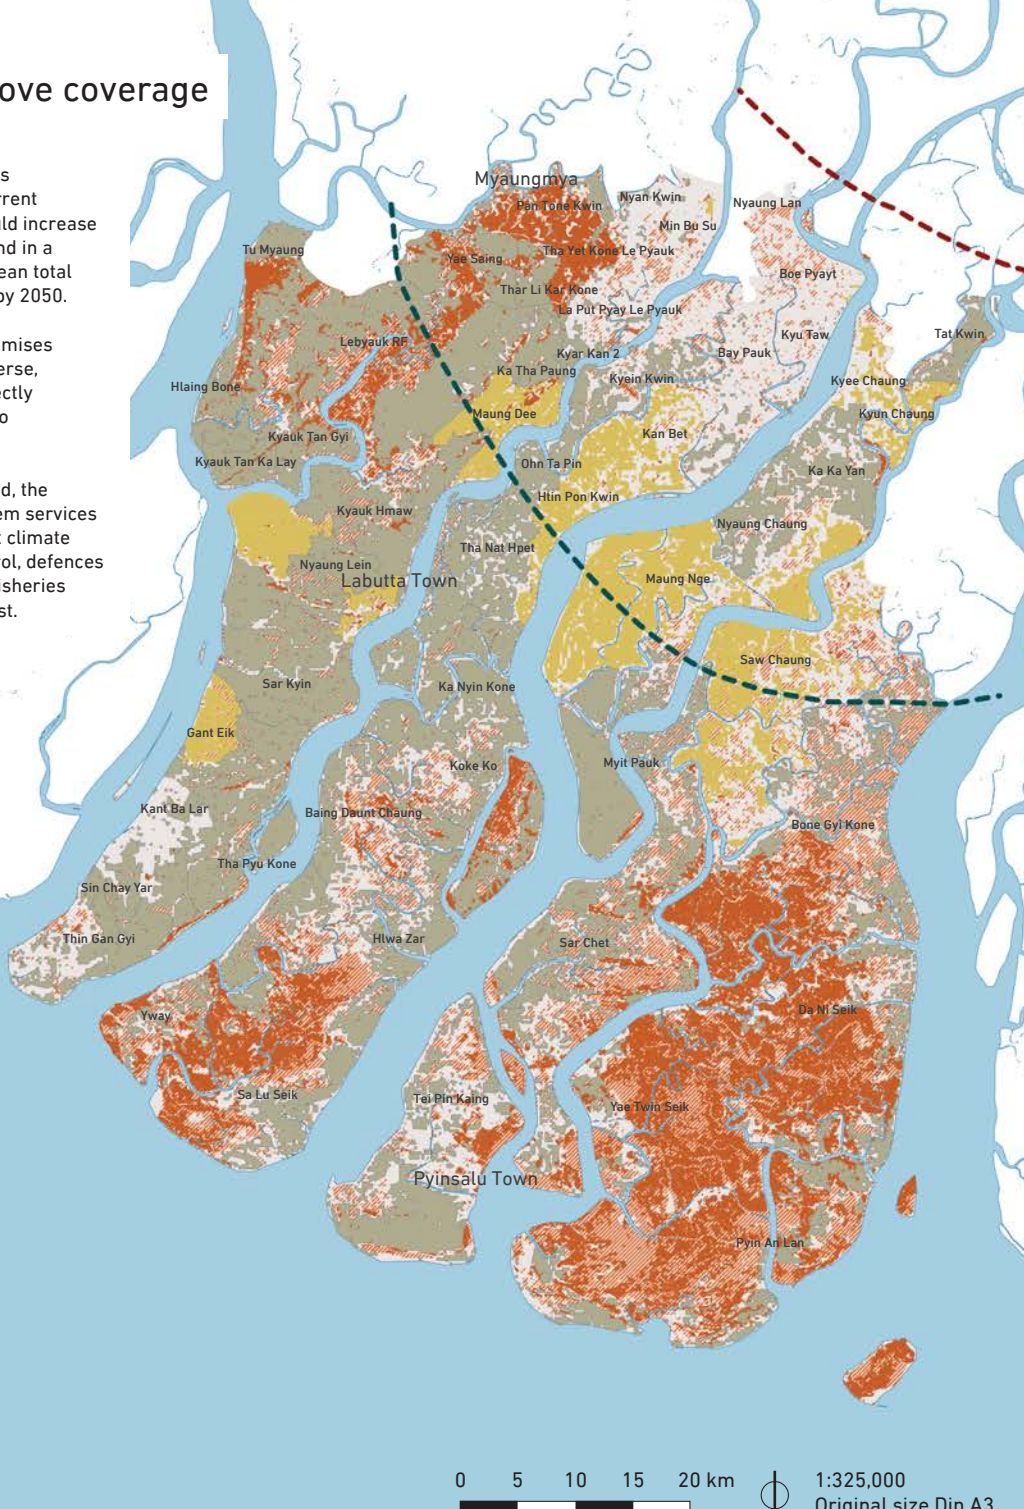 ove coverage
s
rrent
ld increase
nd in a
ean total
by 2050.
mises
erse,
ectly
o
d, the
em services
t climate
rol, defences
isheries
st.
Myaungmya
Pan Tone Kwin
Nyan Kwin
Nyaung Lan
Min Bu Su
Tu Myaung
Yae Saing
Tha Yet Kone Le Pyauk
Boe Pyayt
Thar Li Kar Kone
La Put Pyay Le Pyauk
Lebyauk RF
Kyu Taw
Tat Kwin
Kyar Kan 2
Bay Pauk
Ka Tha Paung
Kyein Kwin
Kyee Chaung
Hlaing Bone
Maung Dee
Kyun Chaung
Kyauk Tan Gyi
Kan Bet
Kyauk Tan Ka Lay
Ohn Ta Pin
Ka Ka Yan
Htin Pon Kwin
Kyauk Hmaw
Nyaung Chaung
Tha Nat Hpet
Nyaung Lein
Labutta Town
Maung Nge
Saw Chaung
Sar Kyin
Ka Nyin Kone
Gant Eik
Koke Ko
Myit Pauk
Kant Ba Lar
Baing Daunt Chaung
Bone Gyi Kone
Tha Pyu Kone
Sin Chay Yar
Thin Gan Gyi
Hlwa Zar
Sar Chet
Yway
Da Ni Seik
Sa Lu Seik
Tei Pin Kaing
Yae Twin Seik
Pyinsalu Town
Pyin An Lan
0 5 10 15 20 km
1:325,000
Original size Din A3